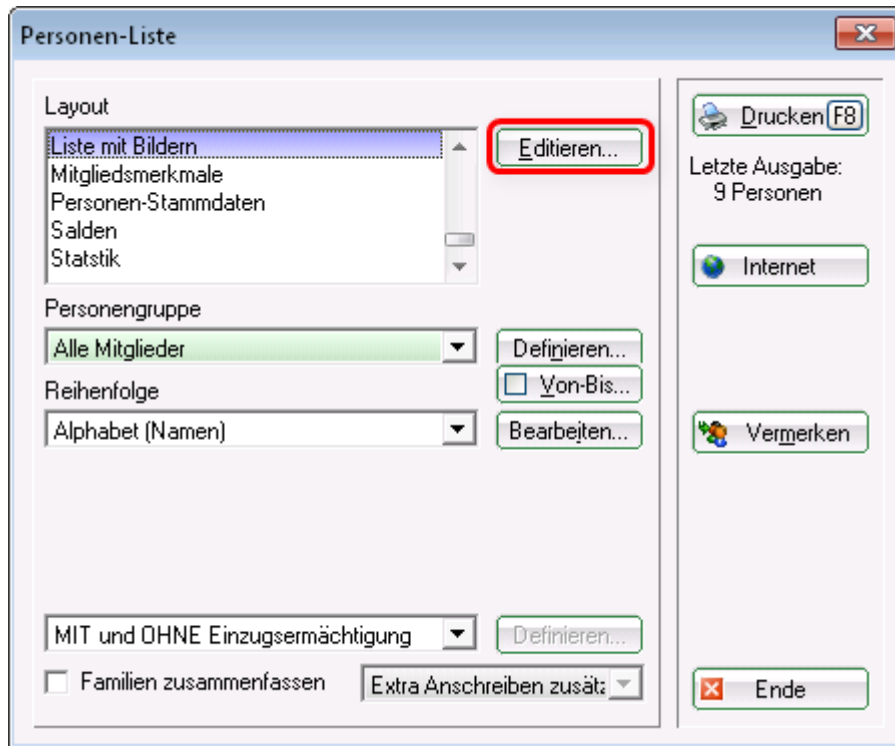 Personen-Liste
Layout
Liste mit Bildern
Mitgliedsmerkmale
Personen-Stammdaten
Salden
Statstik
Editieren...
Personengruppe
Alle Mitglieder
Definieren...
Von-Bis...
Reihenfolge
Alphabet (Namen)
Bearbeiten...
MIT und OHNE Einzugsermächtigung
Definieren...
Familien zusammenfassen
Extra Anschreiben
Drucken F8
Letzte Ausgabe:
9 Personen
Internet
Vermerken
Ende